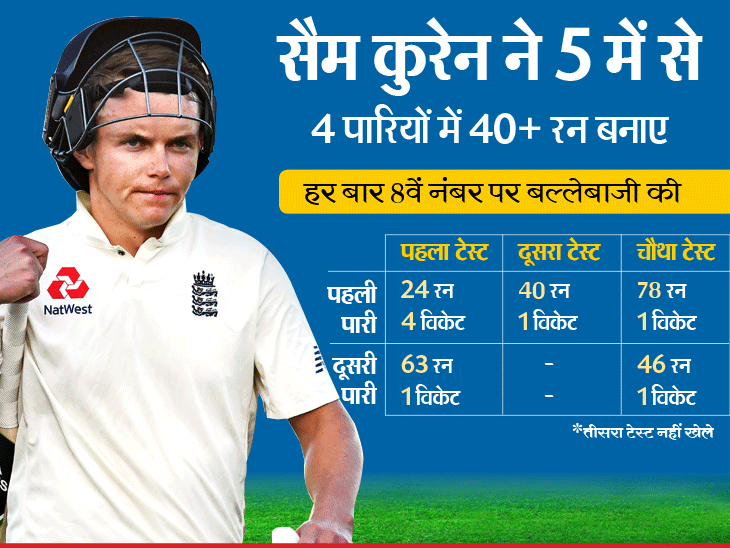 सैम कुरेन ने 5 में से
4 पारियों में 40+ रन बनाए
हर बार 8वें नंबर पर बल्लेबाजी की
पहला टेस्ट दूसरा टेस्ट चौथा टेस्ट
पहली पारी 24 रन 40 रन 78 रन
4 विकेट 1 विकेट 1 विकेट
दूसरी पारी 63 रन - 46 रन
1 विकेट - 1 विकेट
*तीसरा टेस्ट नहीं खेले
NatWest